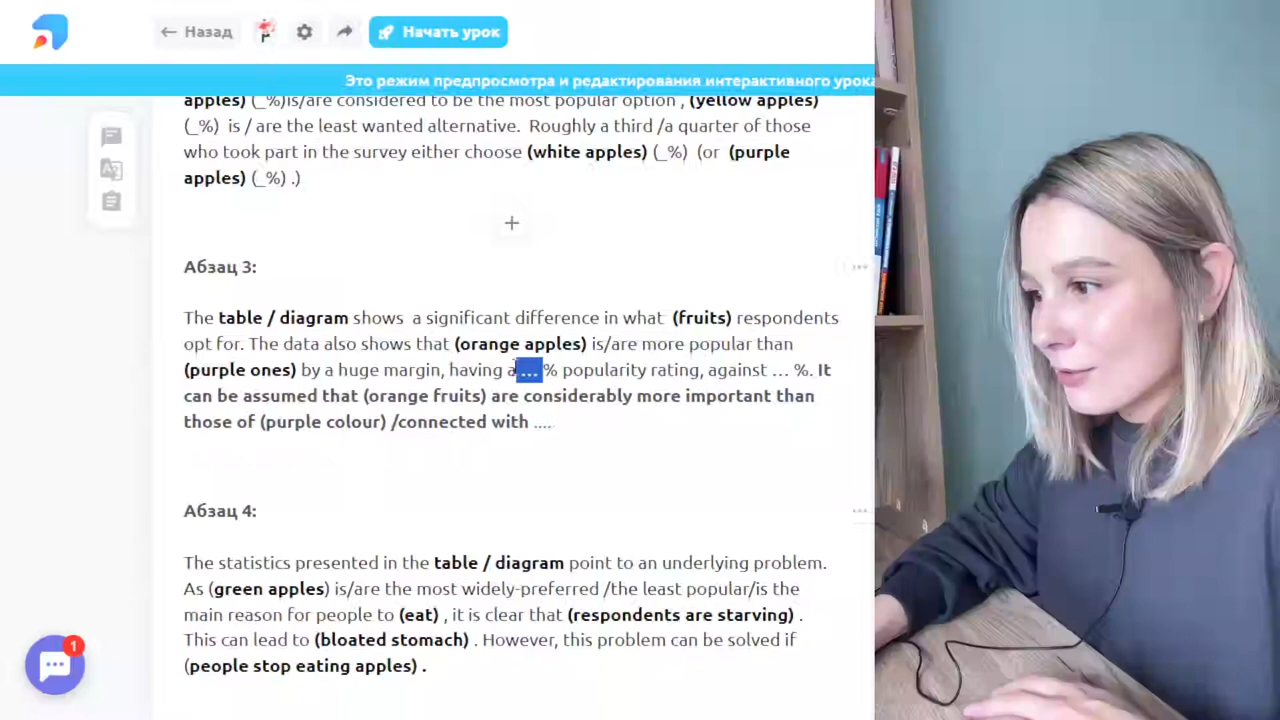 Назад
Начать урок
Это режим предпросмотра и редактирования интерактивного урока
apples) (_%)is/are considered to be the most popular option , (yellow apples)
(_%)  is / are the least wanted alternative.  Roughly a third /a quarter of those
who took part in the survey either choose (white apples) (_%)  (or  (purple
apples) (_%) .)
Абзац 3:
The table / diagram shows  a significant difference in what  (fruits) respondents
opt for. The data also shows that (orange apples) is/are more popular than
(purple ones) by a huge margin, having a ... % popularity rating, against ... %. It
can be assumed that (orange fruits) are considerably more important than
those of (purple colour) /connected with ....
Абзац 4:
The statistics presented in the table / diagram point to an underlying problem.
As (green apples) is/are the most widely-preferred /the least popular/is the
main reason for people to (eat) , it is clear that (respondents are starving) .
This can lead to (bloated stomach) . However, this problem can be solved if
(people stop eating apples) .
1